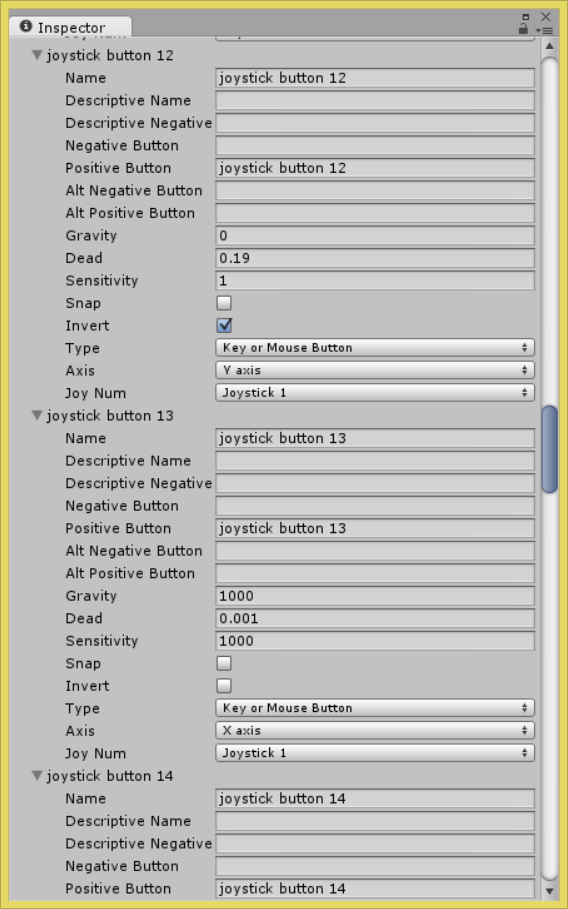 Inspector
joystick button 12
Name joystick button 12
Descriptive Name
Descriptive Negative
Negative Button
Positive Button joystick button 12
Alt Negative Button
Alt Positive Button
Gravity 0
Dead 0.19
Sensitivity 1
Snap
Invert
Type Key or Mouse Button
Axis Y axis
Joy Num Joystick 1
joystick button 13
Name joystick button 13
Descriptive Name
Descriptive Negative
Negative Button
Positive Button joystick button 13
Alt Negative Button
Alt Positive Button
Gravity 1000
Dead 0.001
Sensitivity 1000
Snap
Invert
Type Key or Mouse Button
Axis X axis
Joy Num Joystick 1
joystick button 14
Name joystick button 14
Descriptive Name
Descriptive Negative
Negative Button
Positive Button joystick button 14